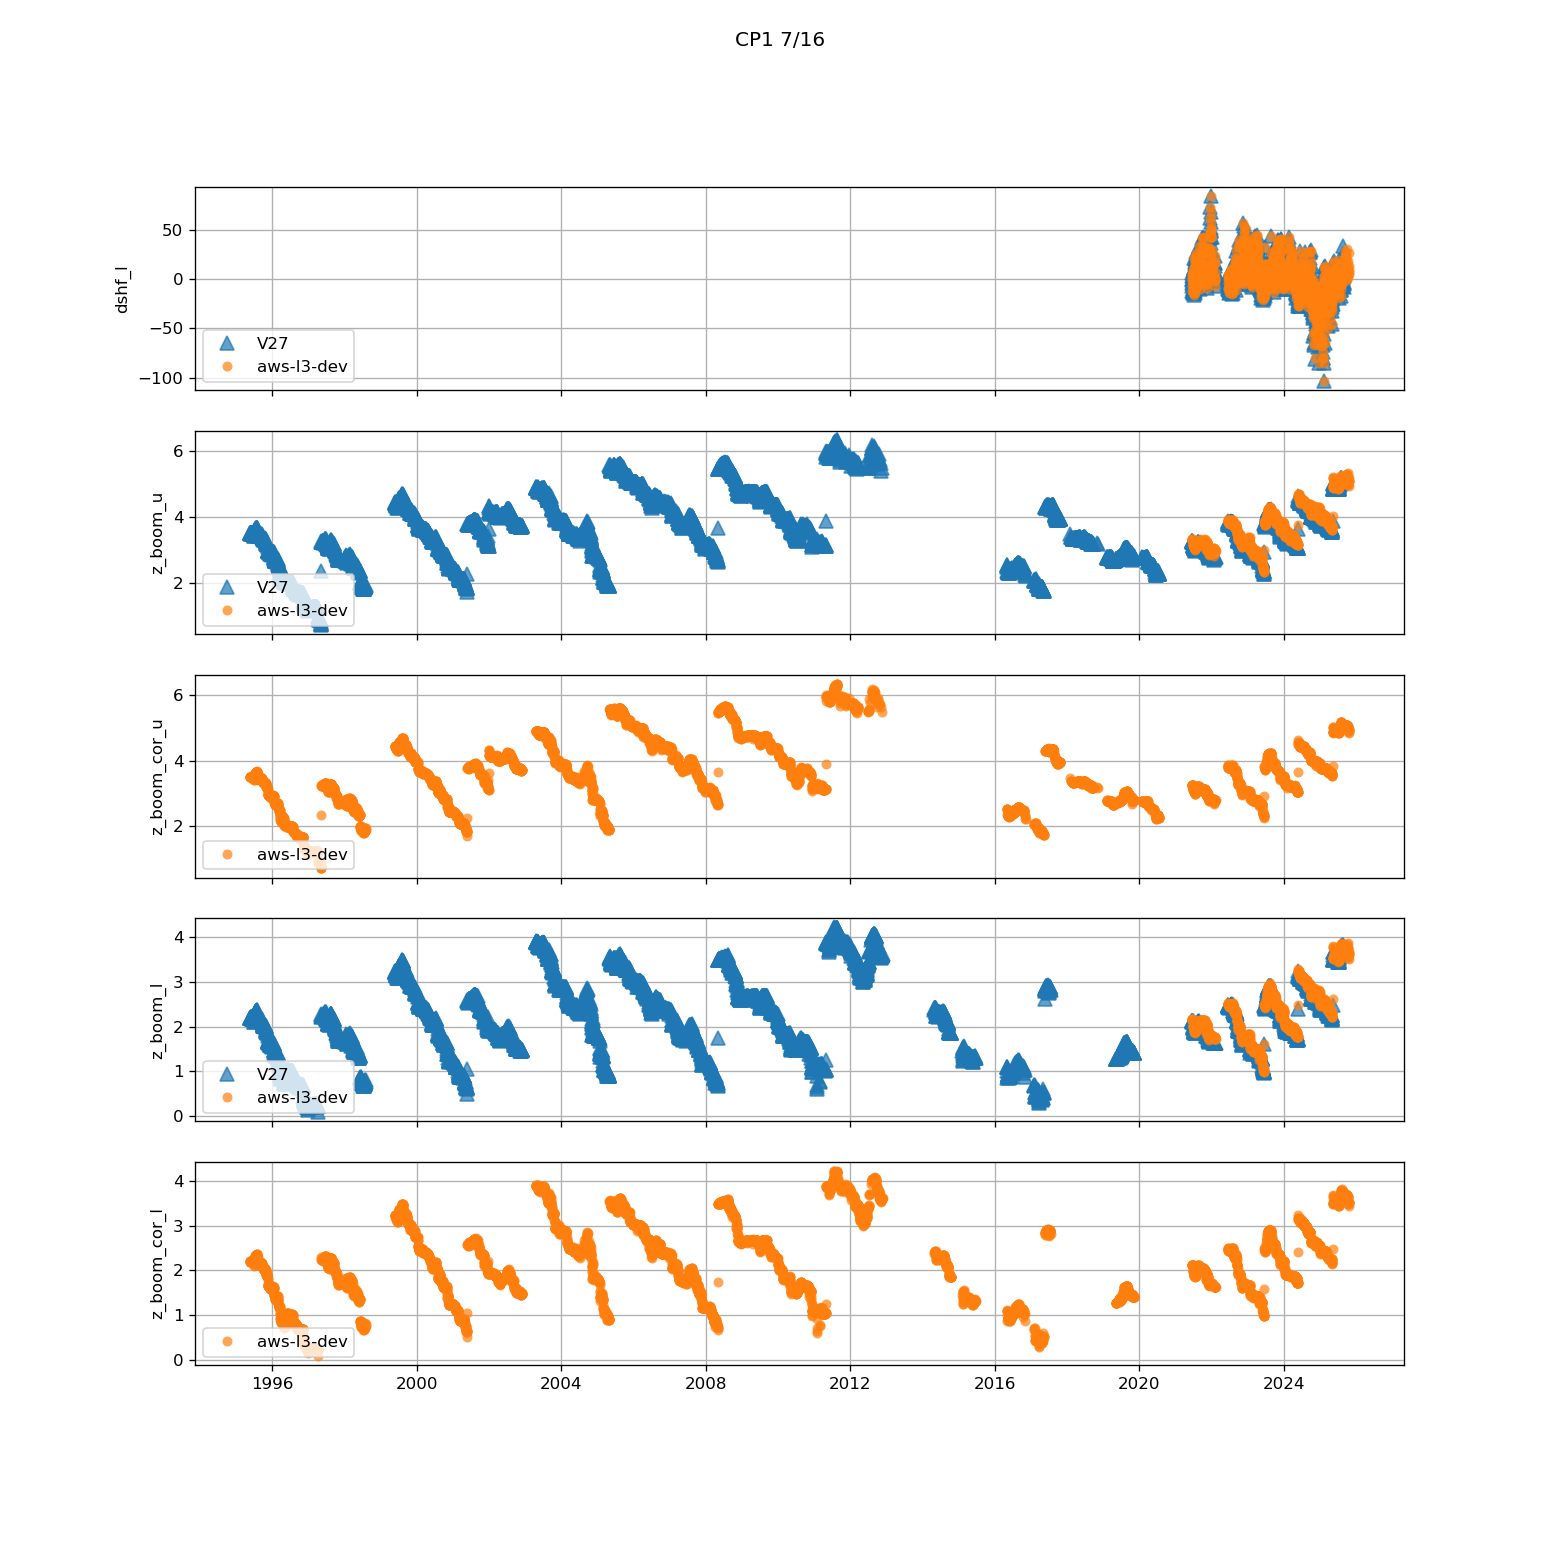 CP1 7/16
dshf_l
50
0
−50
−100
V27
aws-l3-dev
z_boom_u
6
4
2
V27
aws-l3-dev
z_boom_cor_u
6
4
2
aws-l3-dev
z_boom_l
4
3
2
1
0
V27
aws-l3-dev
z_boom_cor_l
4
3
2
1
0
aws-l3-dev
1996 2000 2004 2008 2012 2016 2020 2024